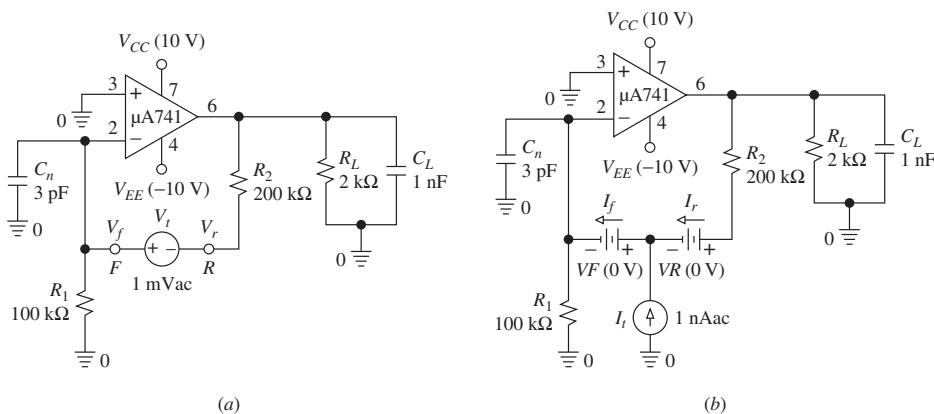 V_CC (10 V)
3
+
7
µA741
6
0
2
−
4
C_n
3 pF
V_EE (−10 V)
R_2
200 kΩ
R_L
2 kΩ
C_L
1 nF
0
V_f
V_t
V_r
+ −
F
R
1 mVac
0
R_1
100 kΩ
0
(a)
V_CC (10 V)
3
+
7
µA741
6
0
2
−
4
C_n
3 pF
V_EE (−10 V)
R_2
200 kΩ
R_L
2 kΩ
C_L
1 nF
0
I_f
I_r
− + − +
VF (0 V)
VR (0 V)
0
R_1
100 kΩ
I_t
1 nAac
0
0
(b)